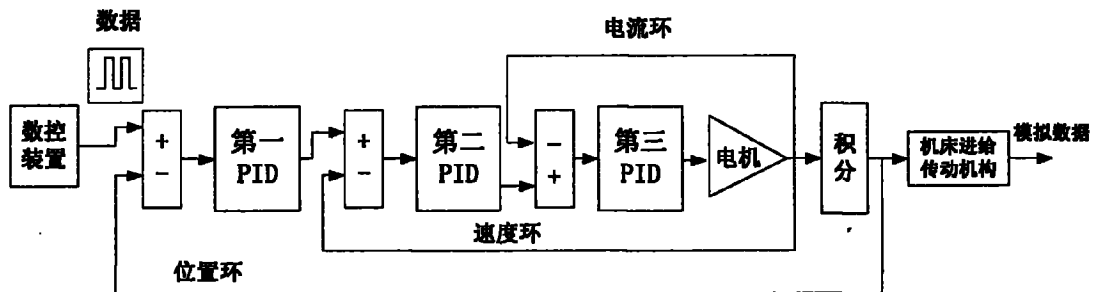 数据
电流环
数控
装置
+
-
第一
PID
+
-
第二
PID
-
+
第三
PID
电机
积
分
机床进给
传动机构
模拟数据
速度环
位置环